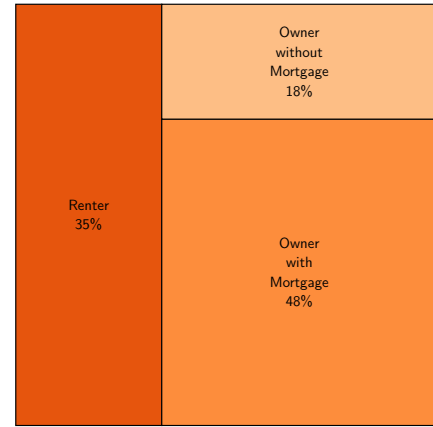 Owner
without
Mortgage
18%
Renter
35%
Owner
with
Mortgage
48%